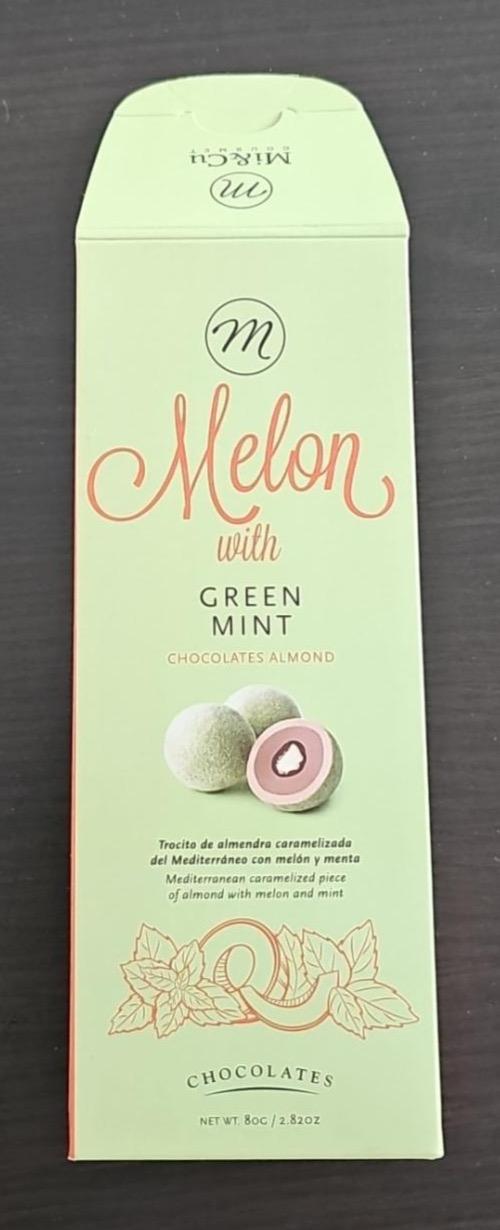 Mi&Cu
GOURMET
m
m
Melon
with
GREEN
MINT
CHOCOLATES ALMOND
Trocito de almendra caramelizada
del Mediterráneo con melón y menta
Mediterranean caramelized piece
of almond with melon and mint
CHOCOLATES
NET WT. 80G / 2.82OZ